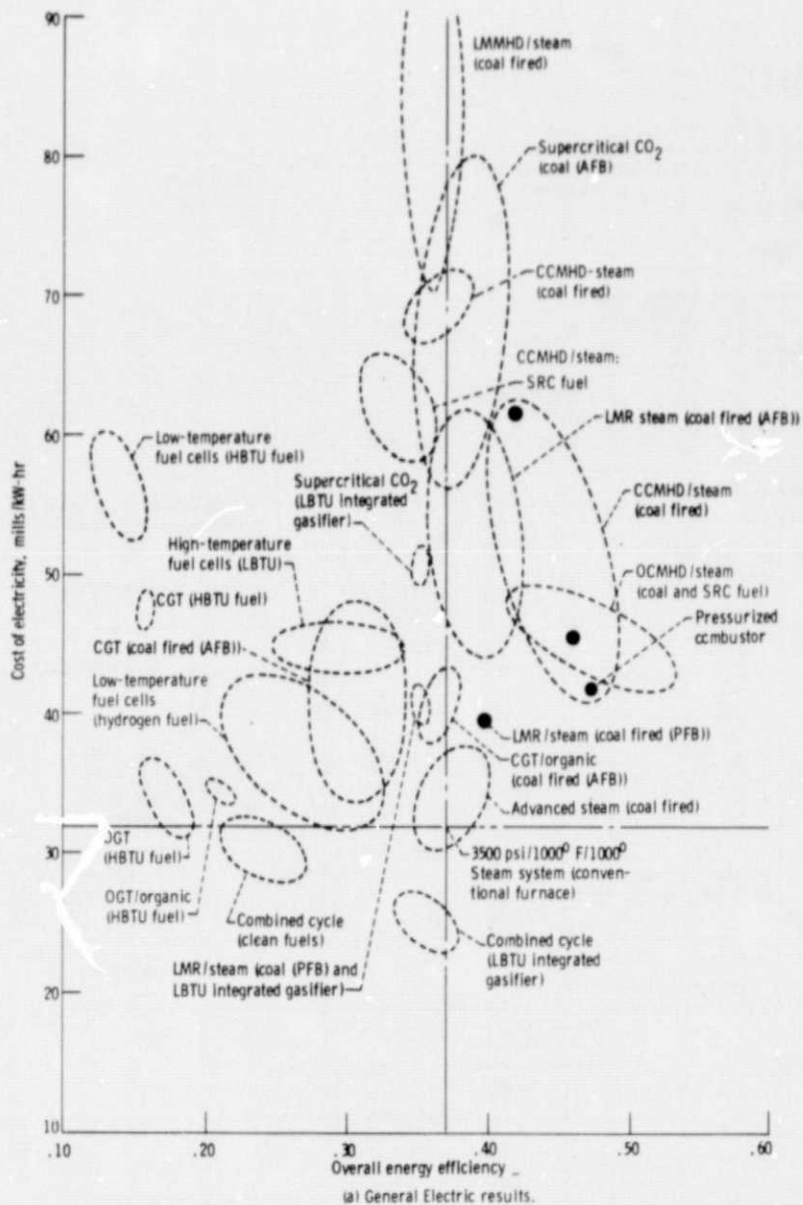 90
80
70
60
50
40
30
20
10
Cost of electricity, mills/kW-hr
LMMHD/steam
(coal fired)
Supercritical CO2
(coal (AFB)
CCMHD-steam
(coal fired)
CCMHD/steam;
SRC fuel
LMR steam (coal fired (AFB))
Low-temperature
fuel cells (HBTU fuel)
Supercritical CO2
(LBTU integrated
gasifier)
CCMHD/steam
(coal fired)
High-temperature
fuel cells (LBTU)
OCMHD/steam
(coal and SRC fuel)
CGT (HBTU fuel)
Pressurized
ccmbustor
CGT (coal fired (AFB))
Low-temperature
fuel cells
(hydrogen fuel)
LMR/steam (coal fired (PFB))
CGT/organic
(coal fired (AFB))
Advanced steam (coal fired)
OGT
(HBTU fuel)
3500 psi/1000⁰ F/1000⁰
Steam system (conven-
tional furnace)
OGT/organic
(HBTU fuel)
Combined cycle
(clean fuels)
Combined cycle
(LBTU integrated
gasifier)
LMR/steam (coal (PFB) and
LBTU integrated gasifier)
.10 .20 .30 .40 .50 .60
Overall energy efficiency
(a) General Electric results.